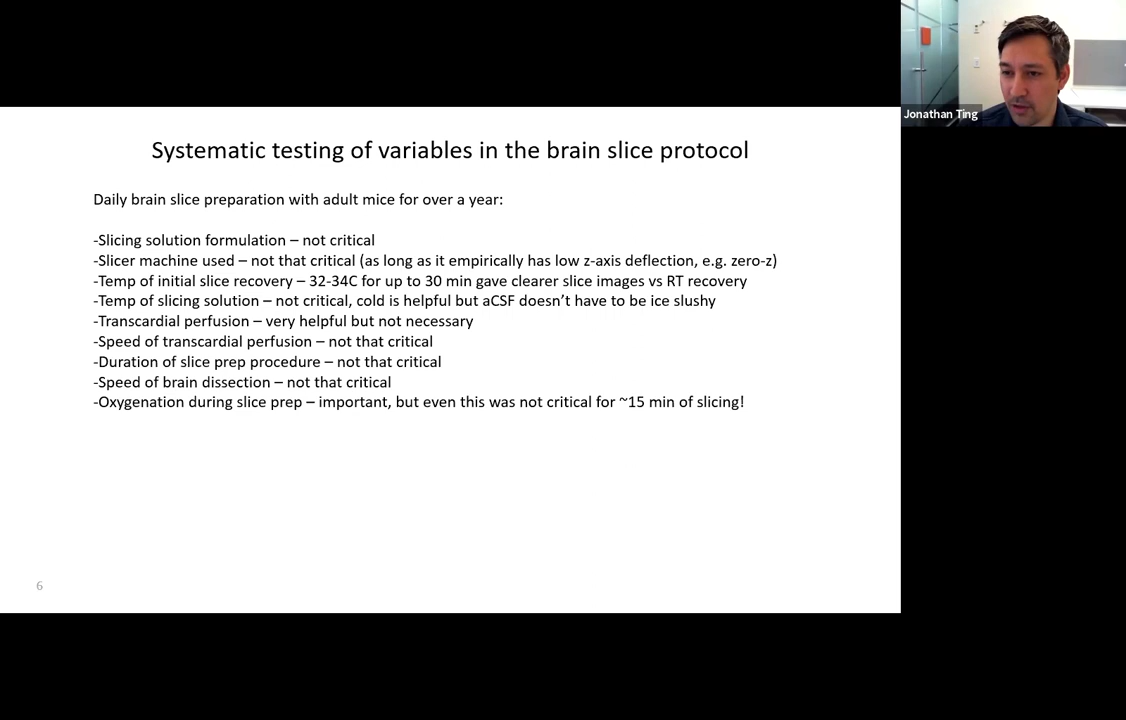 Jonathan Ting
Systematic testing of variables in the brain slice protocol
Daily brain slice preparation with adult mice for over a year:
-Slicing solution formulation – not critical
-Slicer machine used – not that critical (as long as it empirically has low z-axis deflection, e.g. zero-z)
-Temp of initial slice recovery – 32-34C for up to 30 min gave clearer slice images vs RT recovery
-Temp of slicing solution – not critical, cold is helpful but aCSF doesn’t have to be ice slushy
-Transcardial perfusion – very helpful but not necessary
-Speed of transcardial perfusion – not that critical
-Duration of slice prep procedure – not that critical
-Speed of brain dissection – not that critical
-Oxygenation during slice prep – important, but even this was not critical for ~15 min of slicing!
6